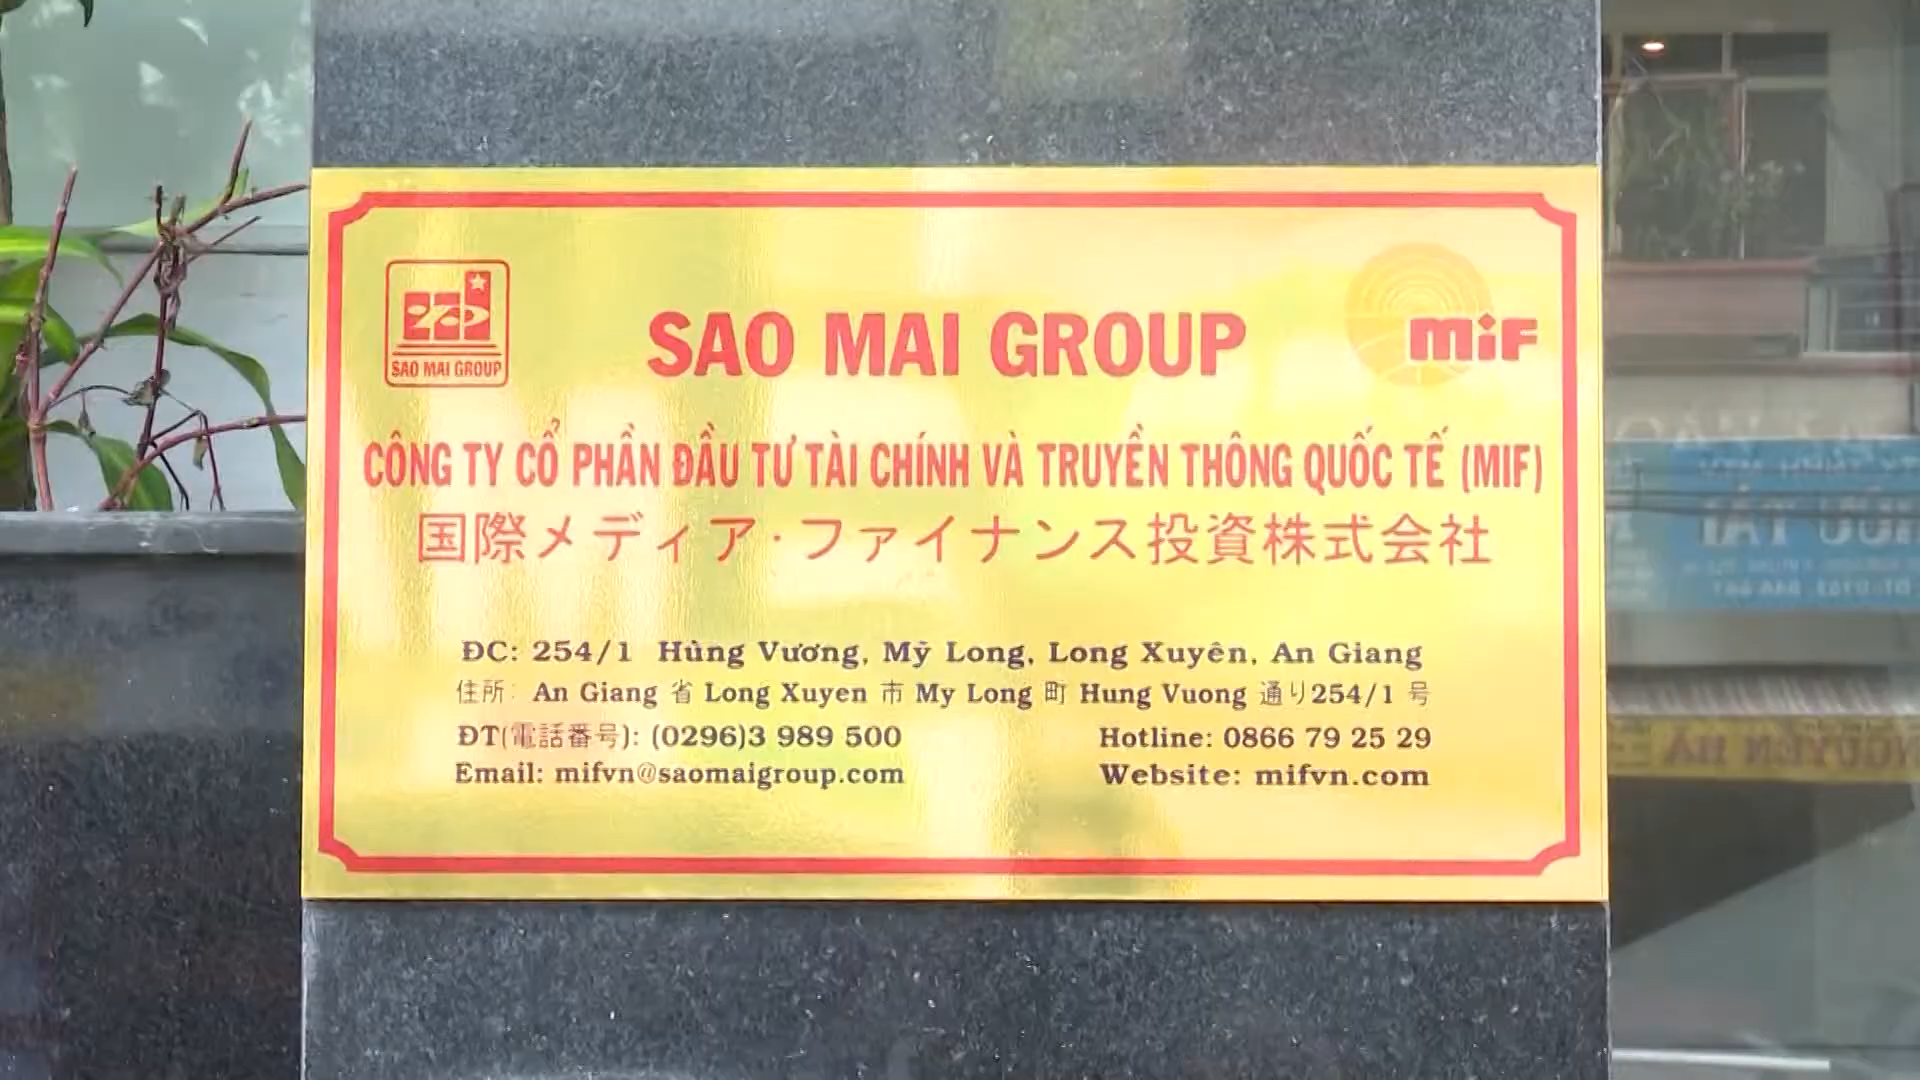 SAO MAI GROUP
SAO MAI GROUP
MiF
CÔNG TY CỔ PHẦN ĐẦU TƯ TÀI CHÍNH VÀ TRUYỀN THÔNG QUỐC TẾ (MIF)
国際メディア·ファイナンス投資株式会社
ĐC: 254/1 Hùng Vương, Mỹ Long, Long Xuyên, An Giang
住所: An Giang 省 Long Xuyen 市 My Long 町 Hung Vuong 通り254/1 号
ĐT(電話番号): (0296)3 989 500
Hotline: 0866 79 25 29
Email: mifvn@saomaigroup.com
Website: mifvn.com
NGUYỄN HÀ